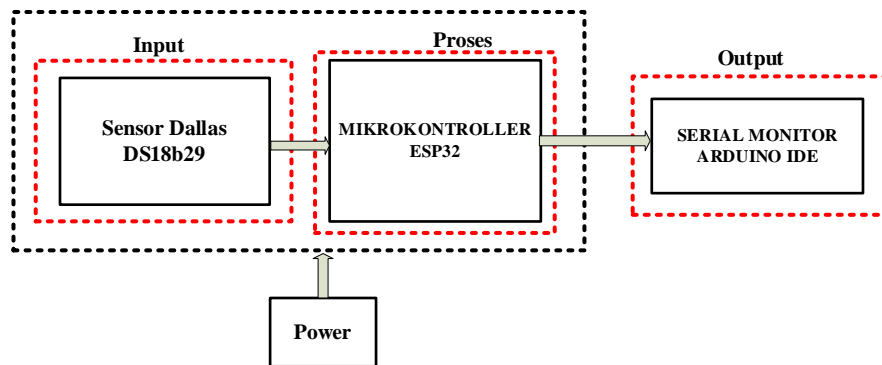 Input
Proses
Output
Sensor Dallas
DS18b29
MIKROKONTROLLER
ESP32
SERIAL MONITOR
ARDUINO IDE
Power